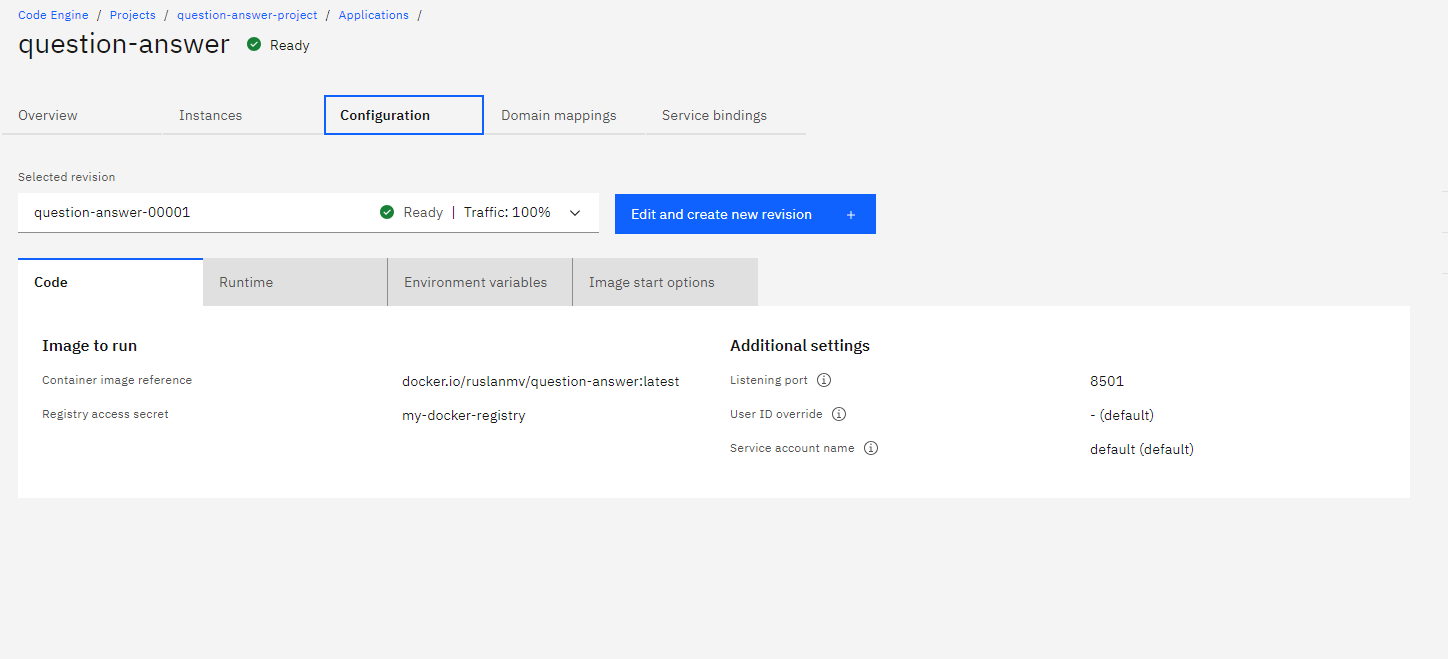 Code Engine / Projects / question-answer-project / Applications /
question-answer Ready
Overview Instances Configuration Domain mappings Service bindings
Selected revision
question-answer-00001 Ready | Traffic: 100% Edit and create new revision +
Code Runtime Environment variables Image start options
Image to run Additional settings
Container image reference docker.io/ruslanmv/question-answer:latest Listening port 8501
Registry access secret my-docker-registry User ID override - (default)
Service account name default (default)